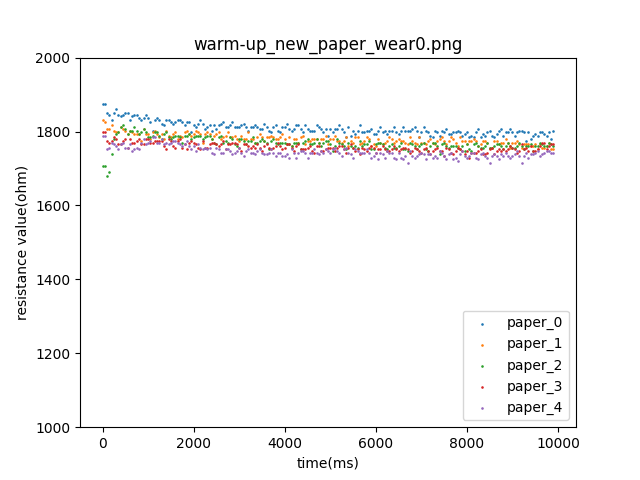 warm-up_new_paper_wear0.png
2000
1800
1600
1400
1200
1000
resistance value(ohm)
paper_0
paper_1
paper_2
paper_3
paper_4
0 2000 4000 6000 8000 10000
time(ms)